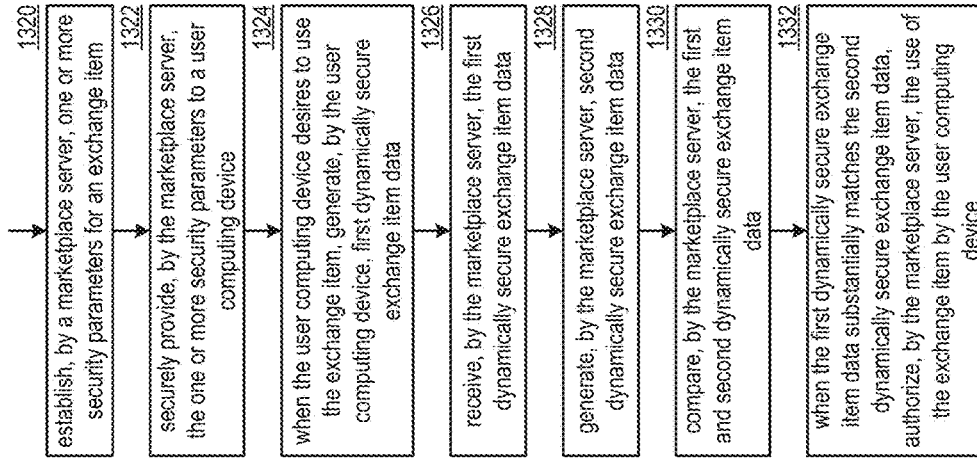 1320
establish, by a marketplace server, one or more
security parameters for an exchange item
1322
securely provide, by the marketplace server,
the one or more security parameters to a user
computing device
1324
when the user computing device desires to use
the exchange item, generate, by the user
computing device, first dynamically secure
exchange item data
1326
receive, by the marketplace server, the first
dynamically secure exchange item data
1328
generate, by the marketplace server, second
dynamically secure exchange item data
1330
compare, by the marketplace server, the first
and second dynamically secure exchange item
data
1332
when the first dynamically secure exchange
item data substantially matches the second
dynamically secure exchange item data,
authorize, by the marketplace server, the use of
the exchange item by the user computing
device